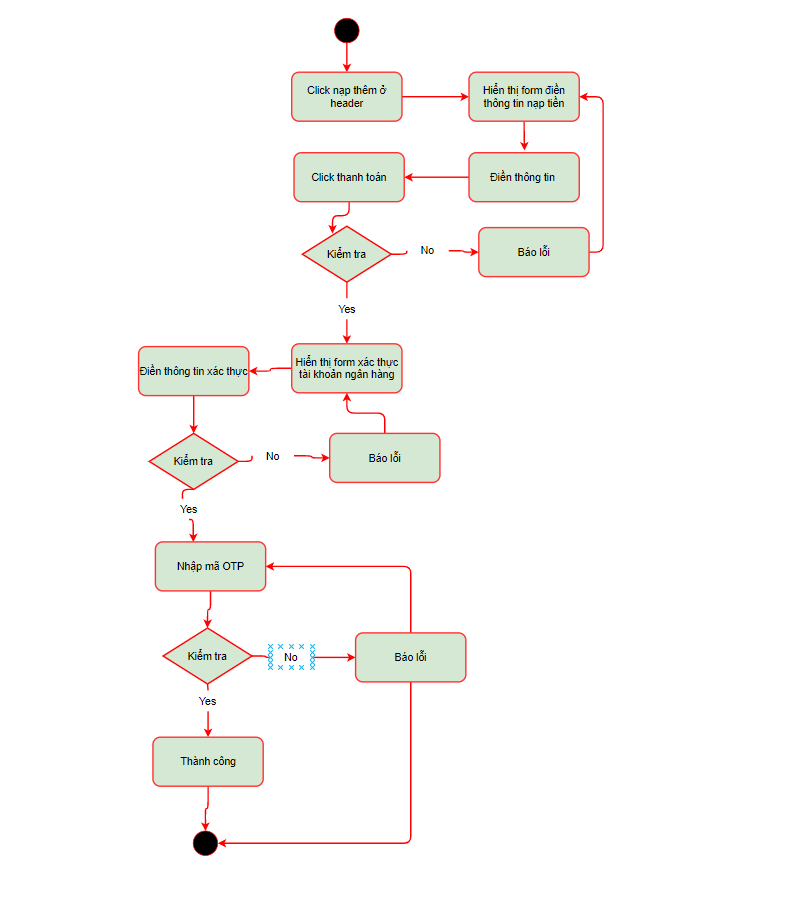 Click nạp thêm ở
header
Hiển thị form điền
thông tin nạp tiền
Click thanh toán
Điền thông tin
Kiểm tra
No
Báo lỗi
Yes
Hiển thị form xác thực
tài khoản ngân hàng
Điền thông tin xác thực
Kiểm tra
No
Báo lỗi
Yes
Nhập mã OTP
Kiểm tra
No
Báo lỗi
Yes
Thành công